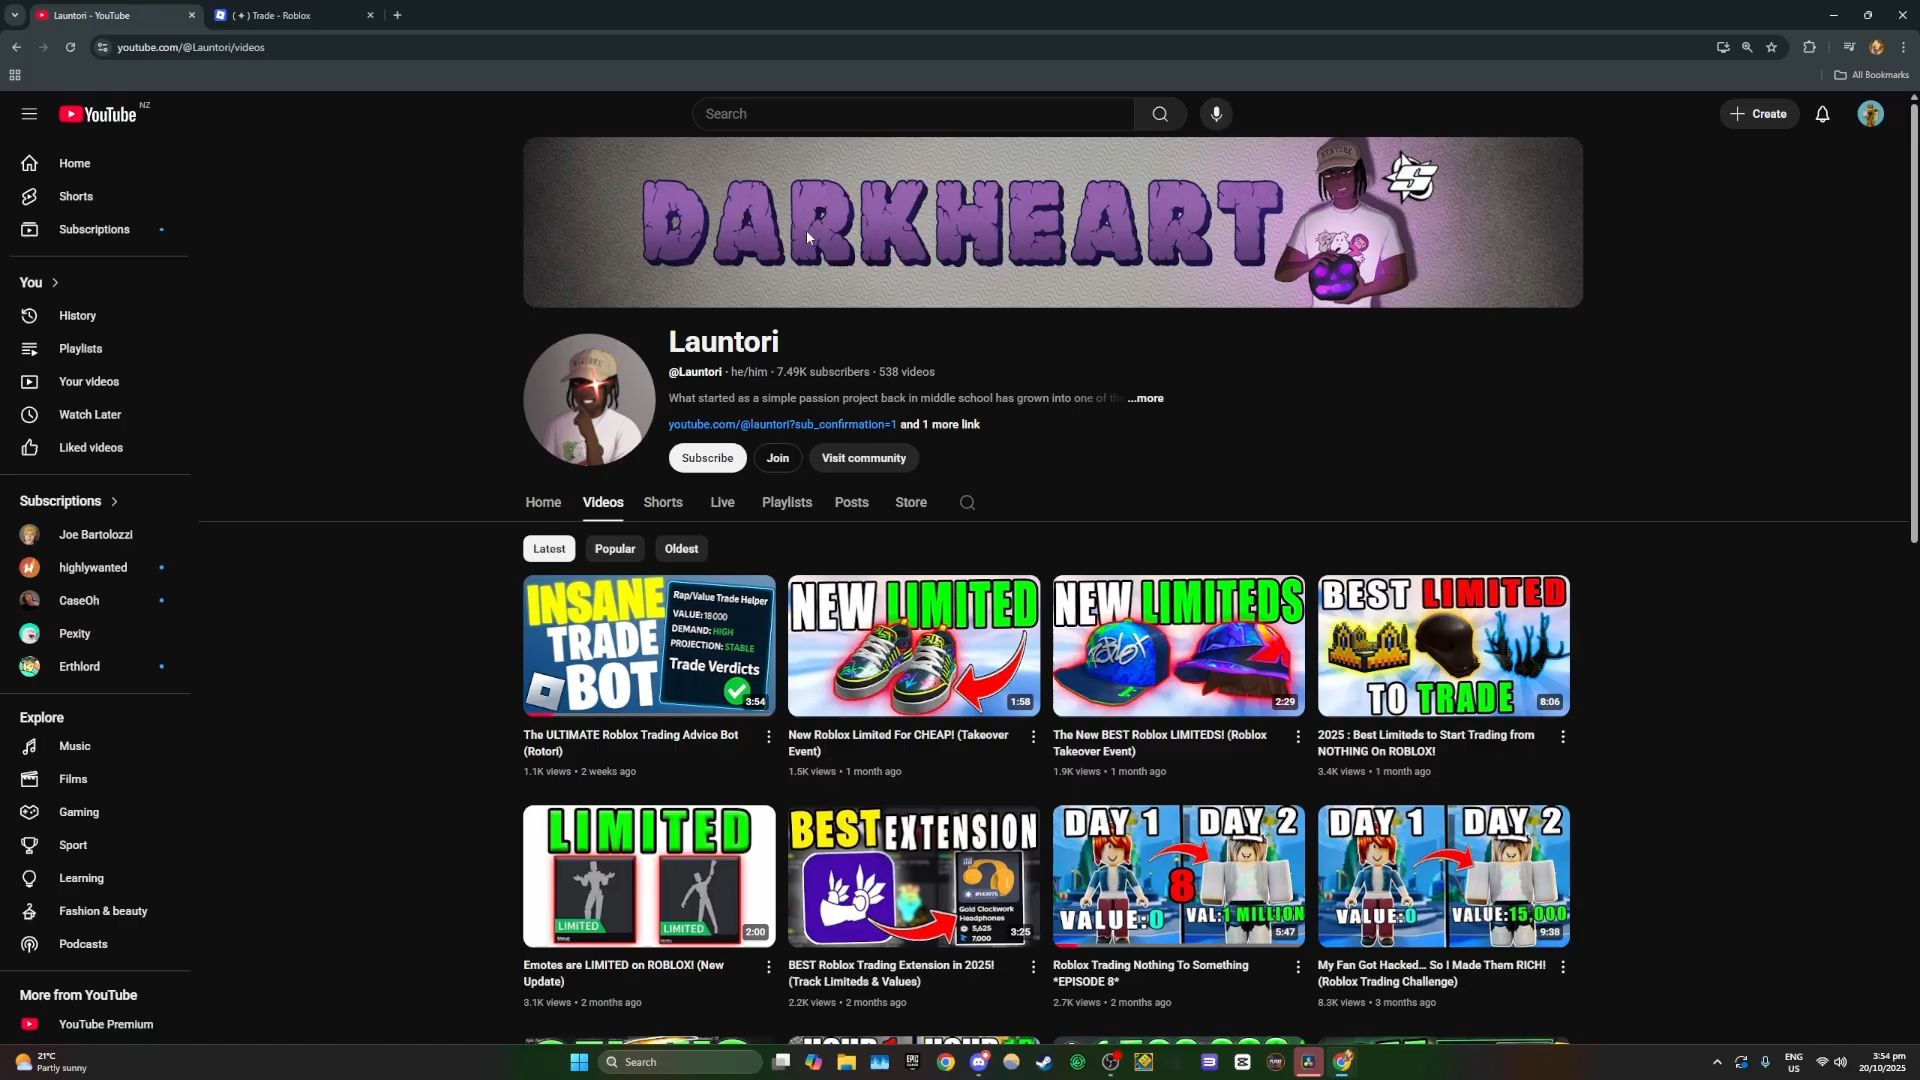 Launtori - YouTube
( ✦ ) Trade - Roblox
youtube.com/@Launtori/videos
All Bookmarks
YouTube NZ
Search
Create
Home
Shorts
Subscriptions
You
History
Playlists
Your videos
Watch Later
Liked videos
Subscriptions
Joe Bartolozzi
highlywanted
CaseOh
Pexity
Erthlord
Explore
Music
Films
Gaming
Sport
Learning
Fashion & beauty
Podcasts
More from YouTube
YouTube Premium
DARKHEART
Launtori
@Launtori · he/him · 7.49K subscribers · 538 videos
What started as a simple passion project back in middle school has grown into one of th ...more
youtube.com/@launtori?sub_confirmation=1 and 1 more link
Subscribe
Join
Visit community
Home
Videos
Shorts
Live
Playlists
Posts
Store
Latest
Popular
Oldest
INSANE
TRADE
BOT
Rap/Value Trade Helper
VALUE: 18000
DEMAND: HIGH
PROJECTION: STABLE
Trade Verdicts
3:54
The ULTIMATE Roblox Trading Advice Bot
(Rotori)
1.1K views • 2 weeks ago
NEW LIMITED
1:58
New Roblox Limited For CHEAP! (Takeover
Event)
1.5K views • 1 month ago
NEW LIMITEDS
2:29
The New BEST Roblox LIMITEDS! (Roblox
Takeover Event)
1.9K views • 1 month ago
BEST LIMITED
TO TRADE
8:06
2025 : Best Limiteds to Start Trading from
NOTHING On ROBLOX!
3.4K views • 1 month ago
LIMITED
LIMITED
LIMITED
2:00
Emotes are LIMITED on ROBLOX! (New
Update)
3.1K views • 2 months ago
BEST EXTENSION
Gold Clockwork
Headphones
5,625
7,000
3:25
BEST Roblox Trading Extension in 2025!
(Track Limiteds & Values)
2.2K views • 2 months ago
DAY 1 DAY 2
8
VALUE:0 VAL:1 MILLION
5:47
Roblox Trading Nothing To Something
*EPISODE 8*
2.7K views • 2 months ago
DAY 1 DAY 2
VALUE:0 VALUE:15,000
9:38
My Fan Got Hacked... So I Made Them RICH!
(Roblox Trading Challenge)
8.3K views • 3 months ago
21°C
Partly sunny
Search
ENG
US
3:54 pm
20/10/2025